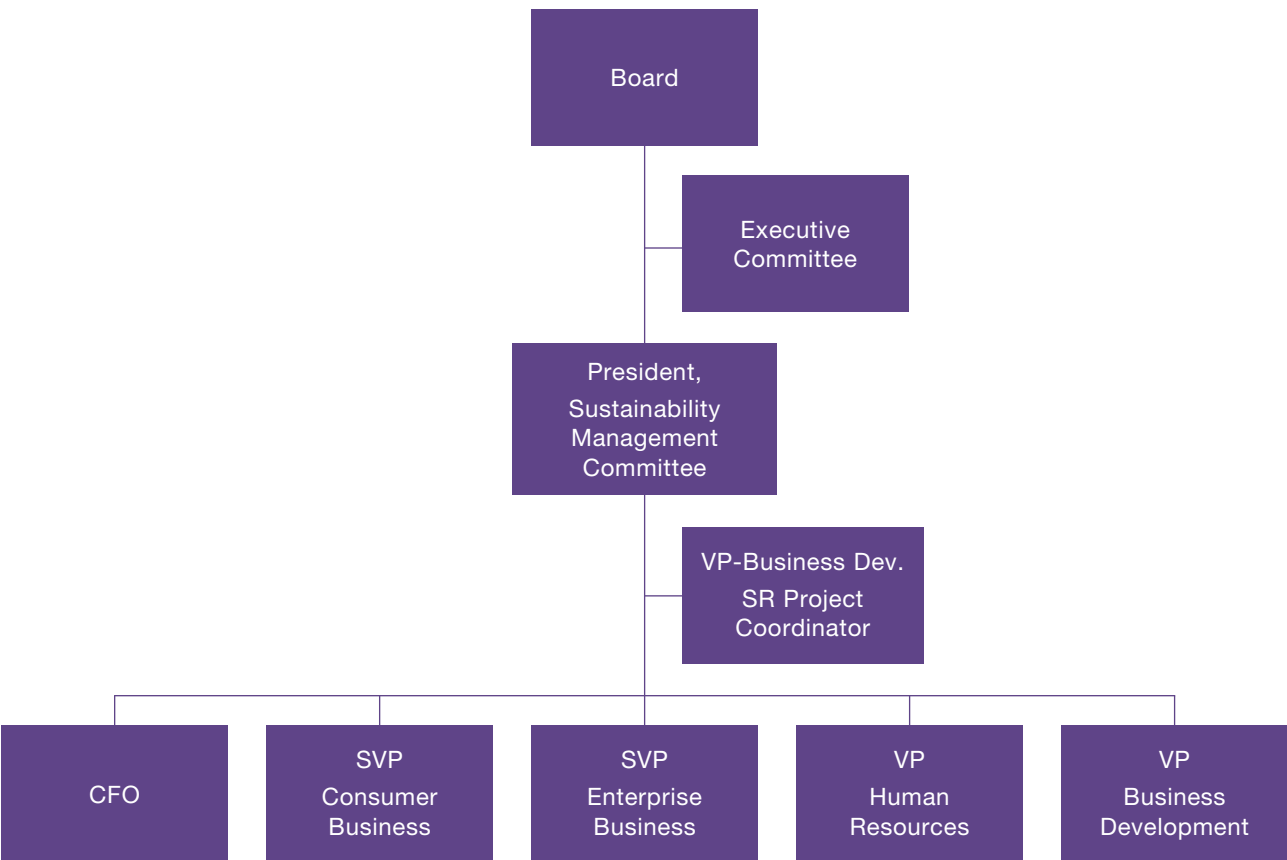 Board
Executive
Committee
President,
Sustainability
Management
Committee
VP-Business Dev.
SR Project
Coordinator
CFO
SVP
Consumer
Business
SVP
Enterprise
Business
VP
Human
Resources
VP
Business
Development